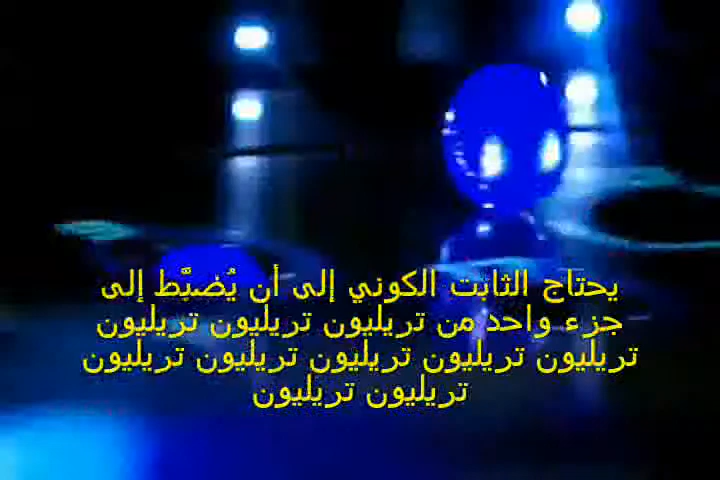 يحتاج الثابت الكوني إلى أن يُضبَّط إلى
جزء واحد من تريليون تريليون تريليون
تريليون تريليون تريليون تريليون تريليون
تريليون تريليون